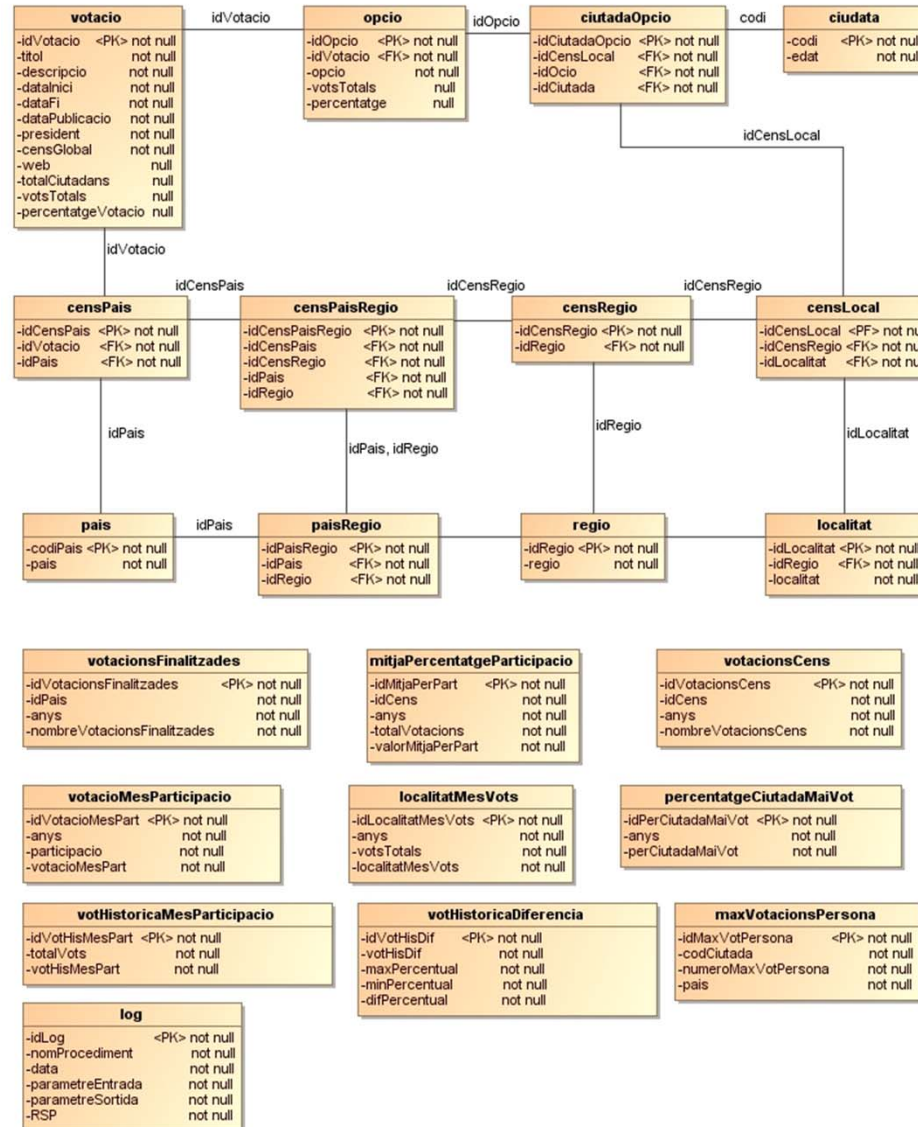 votacio
-idVotacio <PK> not null
-titol not null
-descripcio not null
-dataInici not null
-dataFi not null
-dataPublicacio not null
-president not null
-censGlobal not null
-web null
-totalCiutadans null
-votsTotals null
-percentatgeVotacio null
idVotacio
opcio
-idOpcio <PK> not null
-idVotacio <FK> not null
-opcio not null
-votsTotals null
-percentatge null
idOpcio
ciutadaOpcio
-idCiutadaOpcio <PK> not null
-idCensLocal <FK> not null
-idOcio <FK> not null
-idCiutada <FK> not null
codi
ciudata
-codi <PK> not null
-edat not null
idCensLocal
idVotacio
censPais
-idCensPais <PK> not null
-idVotacio <FK> not null
-idPais <FK> not null
idCensPais
censPaisRegio
-idCensPaisRegio <PK> not null
-idCensPais <FK> not null
-idCensRegio <FK> not null
-idPais <FK> not null
-idRegio <FK> not null
idCensRegio
censRegio
-idCensRegio <PK> not null
-idRegio <FK> not null
idCensRegio
censLocal
-idCensLocal <PF> not nu
-idCensRegio <FK> not nu
-idLocalitat <FK> not nu
idPais
idPais, idRegio
idRegio
idLocalitat
pais
-codiPais <PK> not null
-pais not null
idPais
paisRegio
-idPaisRegio <PK> not null
-idPais <FK> not null
-idRegio <FK> not null
regio
-idRegio <PK> not null
-regio not null
localitat
-idLocalitat <PK> not null
-idRegio <FK> not null
-localitat not null
votacionsFinalitzades
-idVotacionsFinalitzades <PK> not null
-idPais not null
-anys not null
-nombreVotacionsFinalitzades not null
mitjaPercentatgeParticipacio
-idMitjaPerPart <PK> not null
-idCens not null
-anys not null
-totalVotacions not null
-valorMitjaPerPart not null
votacionsCens
-idVotacionsCens <PK> not null
-idCens not null
-anys not null
-nombreVotacionsCens not null
votacioMesParticipacio
-idVotacioMesPart <PK> not null
-anys not null
-participacio not null
-votacioMesPart not null
localitatMesVots
-idLocalitatMesVots <PK> not null
-anys not null
-votsTotals not null
-localitatMesVots not null
percentatgeCiutadaMaiVot
-idPerCiutadaMaiVot <PK> not null
-anys not null
-perCiutadaMaiVot not null
votHistoricaMesParticipacio
-idVotHisMesPart <PK> not null
-totalVots not null
-votHisMesPart not null
votHistoricaDiferencia
-idVotHisDif <PK> not null
-votHisDif not null
-maxPercentual not null
-minPercentual not null
-difPercentual not null
maxVotacionsPersona
-idMaxVotPersona <PK> not null
-codCiutada not null
-numeroMaxVotPersona not null
-pais not null
log
-idLog <PK> not null
-nomProcediment not null
-data not null
-parametreEntrada not null
-parametreSortida not null
-RSP not null